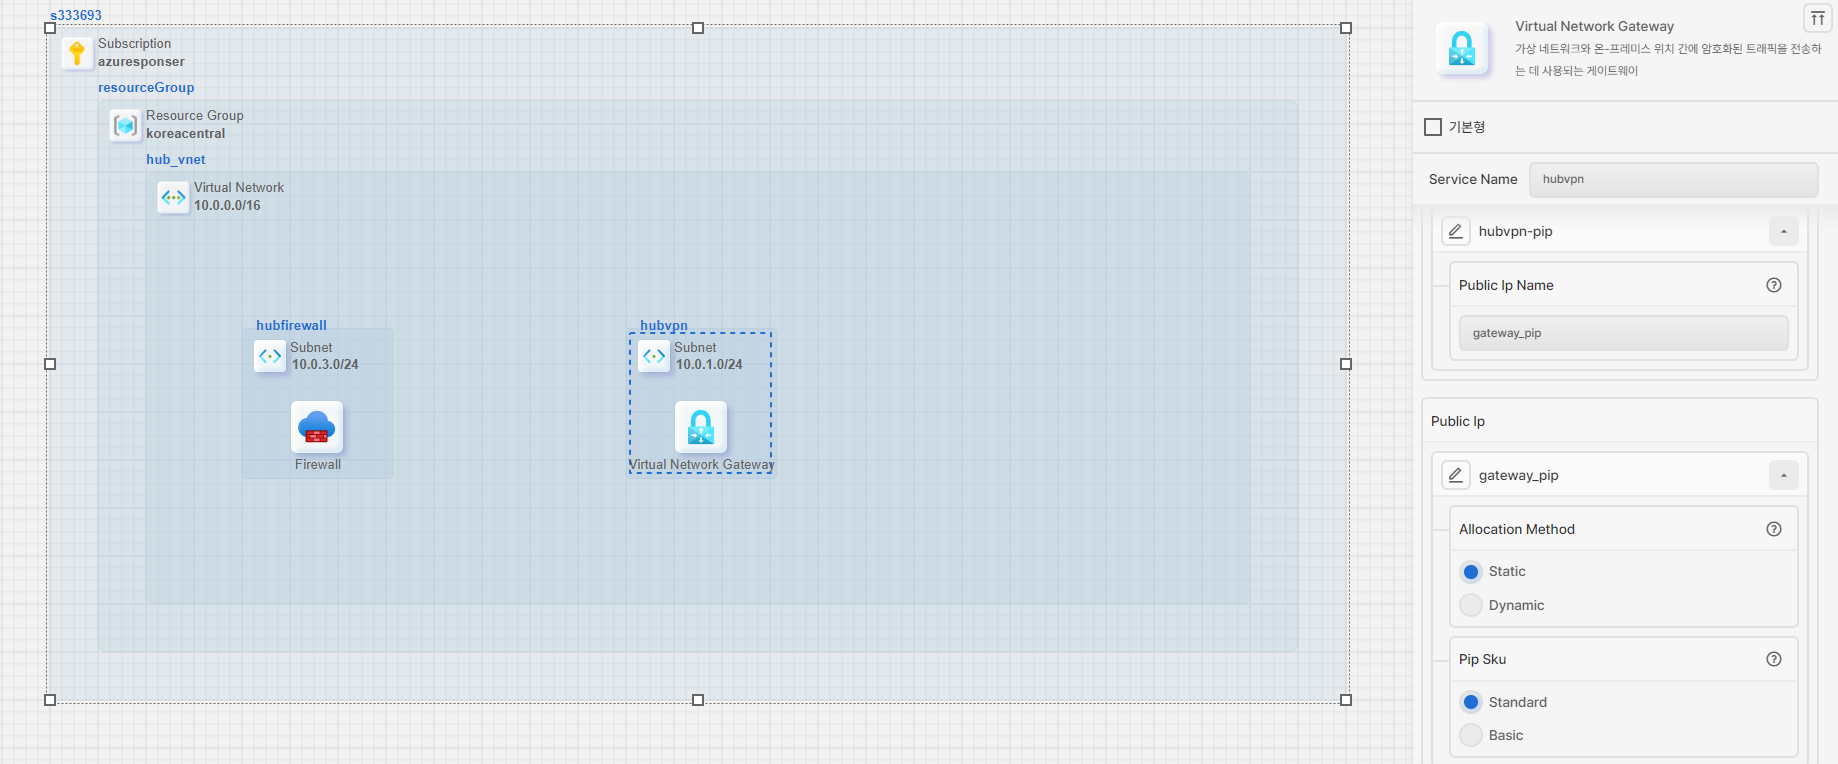 s333693
Subscription
azuresponser
resourceGroup
Resource Group
koreacentral
hub_vnet
Virtual Network
10.0.0.0/16
hubfirewall
Subnet
10.0.3.0/24
Firewall
hubvpn
Subnet
10.0.1.0/24
Virtual Network Gateway
Virtual Network Gateway
가상 네트워크와 온-프레미스 위치 간에 암호화된 트래픽을 전송하
는 데 사용되는 게이트웨이
기본형
Service Name
hubvpn
hubvpn-pip
Public Ip Name
gateway_pip
Public Ip
gateway_pip
Allocation Method
Static
Dynamic
Pip Sku
Standard
Basic